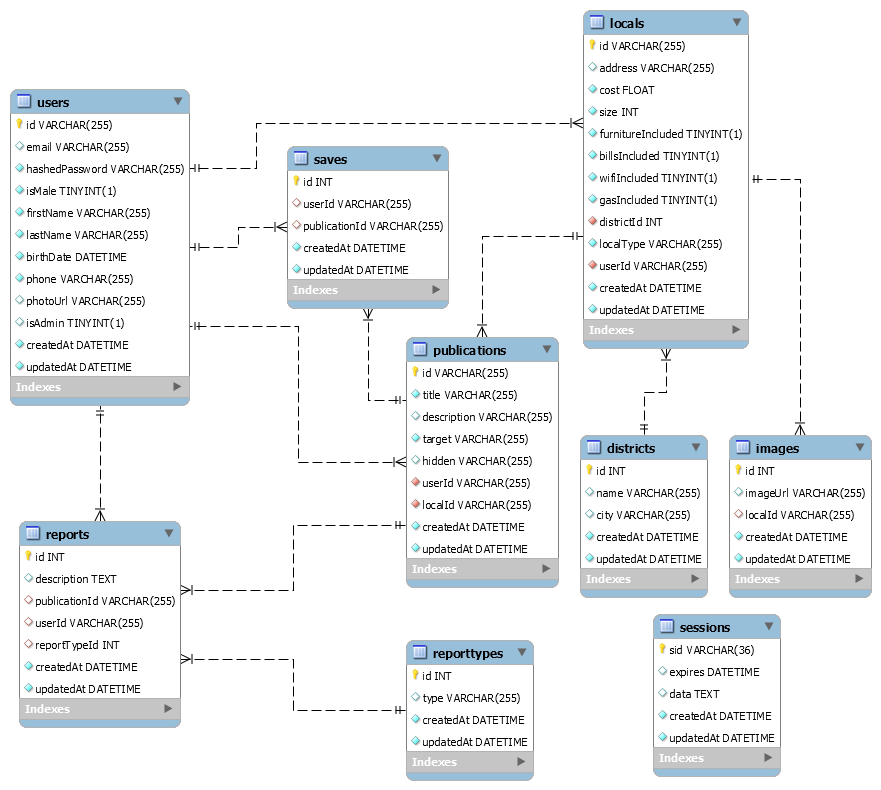 locals
id VARCHAR(255)
address VARCHAR(255)
cost FLOAT
size INT
furnitureIncluded TINYINT(1)
billsIncluded TINYINT(1)
wifiIncluded TINYINT(1)
gasIncluded TINYINT(1)
districtId INT
localType VARCHAR(255)
userId VARCHAR(255)
createdAt DATETIME
updatedAt DATETIME
Indexes
users
id VARCHAR(255)
email VARCHAR(255)
hashedPassword VARCHAR(255)
isMale TINYINT(1)
firstName VARCHAR(255)
lastName VARCHAR(255)
birthDate DATETIME
phone VARCHAR(255)
photoUrl VARCHAR(255)
isAdmin TINYINT(1)
createdAt DATETIME
updatedAt DATETIME
Indexes
saves
id INT
userId VARCHAR(255)
publicationId VARCHAR(255)
createdAt DATETIME
updatedAt DATETIME
Indexes
publications
id VARCHAR(255)
title VARCHAR(255)
description VARCHAR(255)
target VARCHAR(255)
hidden VARCHAR(255)
userId VARCHAR(255)
localId VARCHAR(255)
createdAt DATETIME
updatedAt DATETIME
Indexes
districts
id INT
name VARCHAR(255)
city VARCHAR(255)
createdAt DATETIME
updatedAt DATETIME
Indexes
images
id INT
imageUrl VARCHAR(255)
localId VARCHAR(255)
createdAt DATETIME
updatedAt DATETIME
Indexes
reports
id INT
description TEXT
publicationId VARCHAR(255)
userId VARCHAR(255)
reportTypeId INT
createdAt DATETIME
updatedAt DATETIME
Indexes
reporttypes
id INT
type VARCHAR(255)
createdAt DATETIME
updatedAt DATETIME
Indexes
sessions
sid VARCHAR(36)
expires DATETIME
data TEXT
createdAt DATETIME
updatedAt DATETIME
Indexes